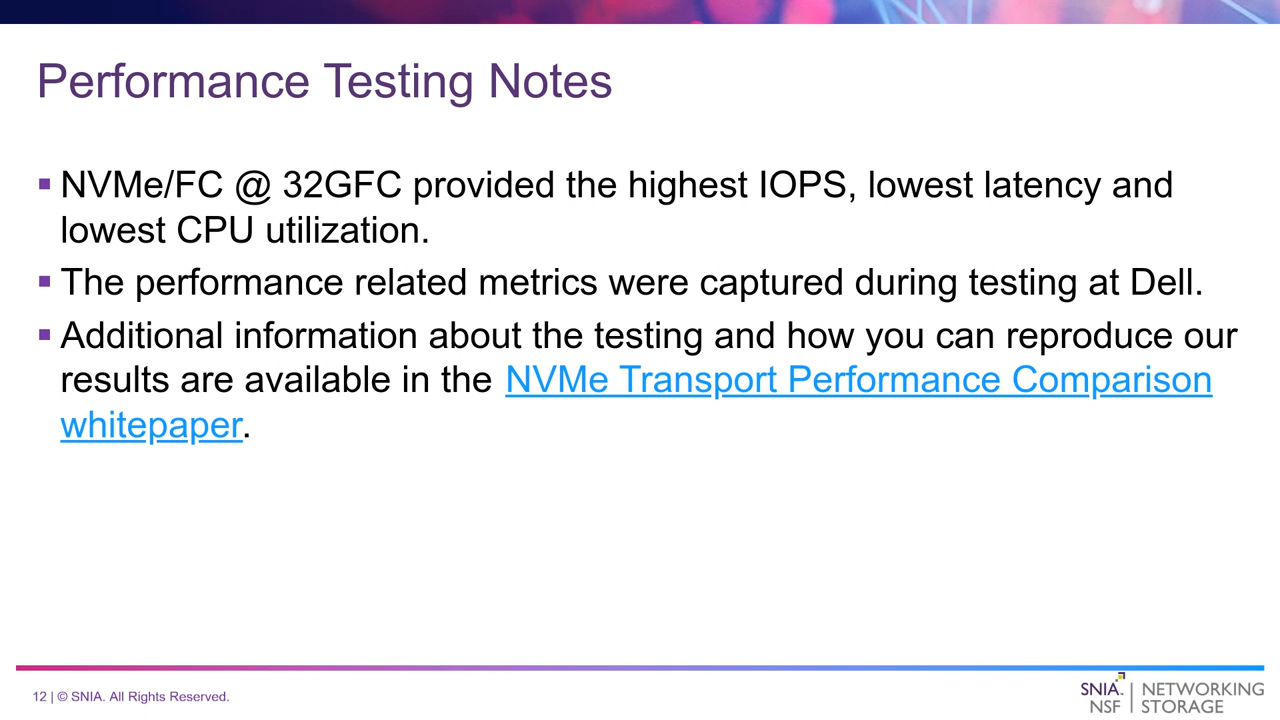 Performance Testing Notes
▪ NVMe/FC @ 32GFC provided the highest IOPS, lowest latency and
lowest CPU utilization.
▪ The performance related metrics were captured during testing at Dell.
▪ Additional information about the testing and how you can reproduce our
results are available in the NVMe Transport Performance Comparison
whitepaper.
12 | © SNIA. All Rights Reserved.
SNIA. | NETWORKING
NSF | STORAGE